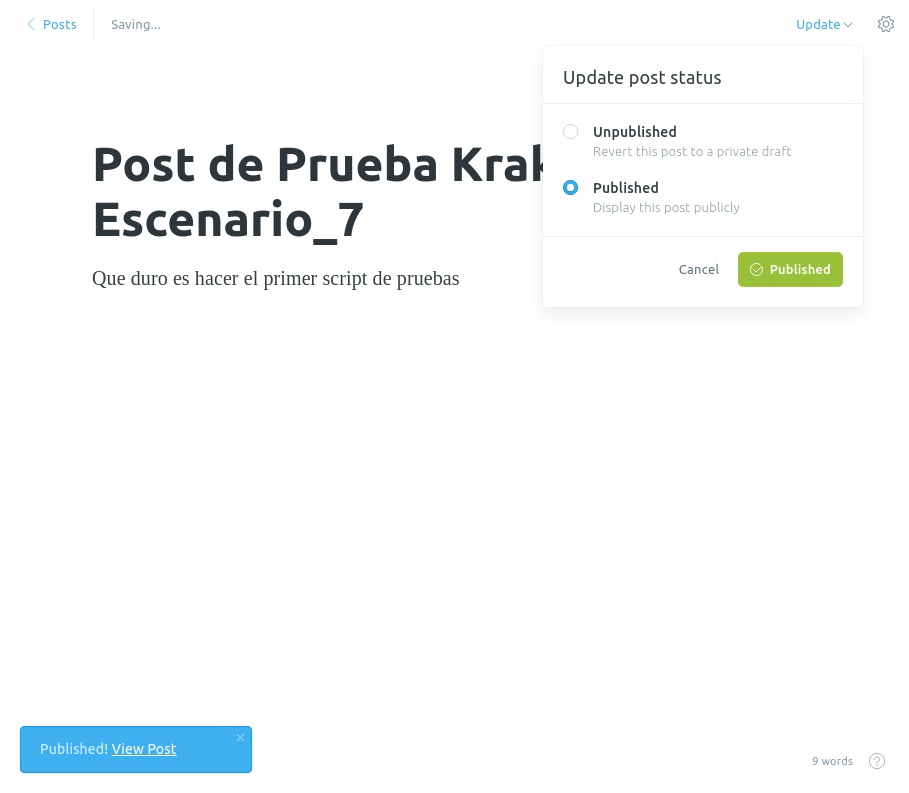 Posts
Saving...
Update
Update post status
Unpublished
Revert this post to a private draft
Published
Display this post publicly
Cancel
Published
Post de Prueba
Escenario_7
Que duro es hacer el primer script de pruebas
Published! View Post
9 words
?